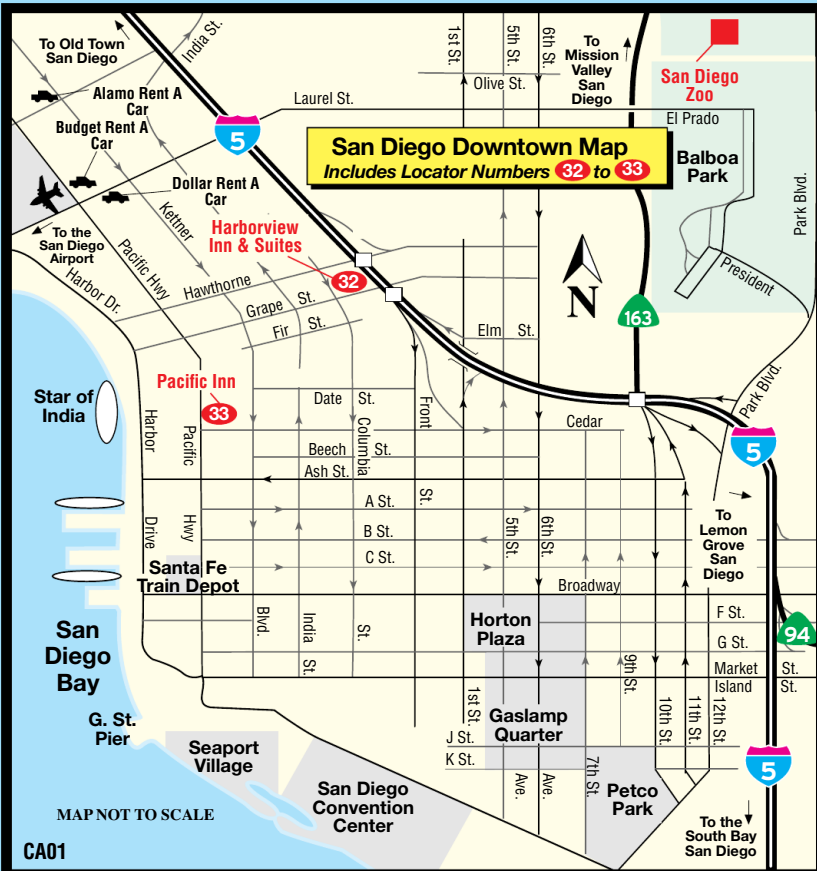 To Old Town
San Diego
India St.
1st St.
5th St.
6th St.
To
Mission
Valley
San
Diego
San Diego
Zoo
Olive St.
Alamo Rent A
Car
Laurel St.
El Prado
Budget Rent A
Car
5
San Diego Downtown Map
Includes Locator Numbers 32 to 33
Balboa
Park
Park Blvd.
Dollar Rent A
Car
Kettner
To the
San Diego
Airport
Harborview
Inn & Suites
32
Pacific Hwy
Harbor Dr.
Hawthorne
Grape St.
Fir St.
N
President
163
Elm St.
Pacific Inn
33
Star of
India
Harbor
Drive
Pacific
Hwy
Date St.
Columbia
St.
Front
St.
Cedar
Park Blvd.
5
Beech St.
Ash St.
A St.
B St.
C St.
5th St.
6th St.
To
Lemon
Grove
San
Diego
Santa Fe
Train Depot
Broadway
Blvd.
India
St.
Horton
Plaza
F St.
G St.
94
San
Diego
Bay
9th St.
Market St.
Island St.
1st St.
10th St.
11th St.
12th St.
G. St.
Pier
Gaslamp
Quarter
J St.
K St.
Seaport
Village
Ave.
Ave.
7th St.
Petco
Park
5
San Diego
Convention
Center
MAP NOT TO SCALE
To the
South Bay
San Diego
CA01